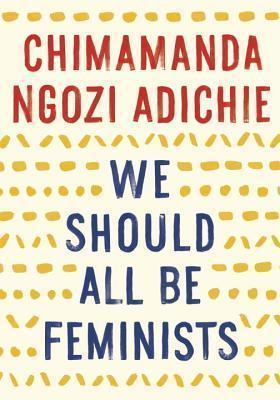 CHIMAMANDA
NGOZI ADICHIE
WE
SHOULD
ALL BE
FEMINISTS